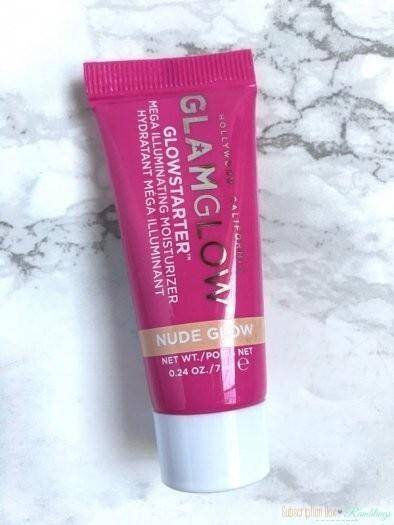 HOLLYWOOD CALIFORNIA
GLAMGLOW
GLOWSTARTER™
MEGA ILLUMINATING MOISTURIZER
HYDRATANT MÉGA ILLUMINANT
NUDE GLOW
NET WT./POIDS NET
0.24 OZ./7 ℮
Subscription Box Ramblings